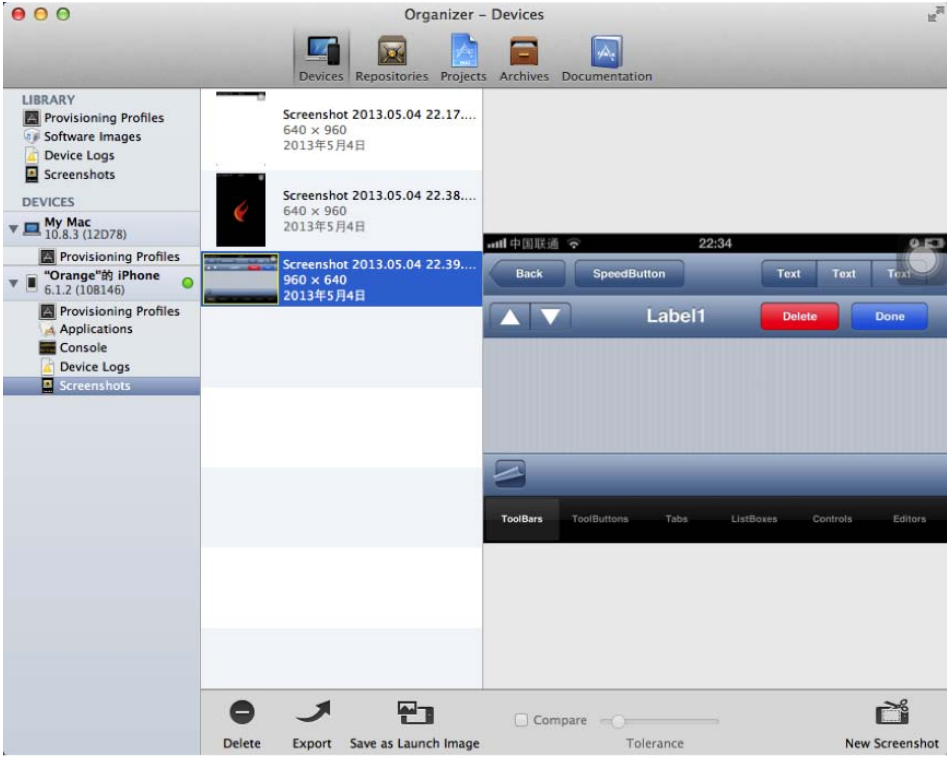 Organizer – Devices
Devices Repositories Projects Archives Documentation
LIBRARY
Provisioning Profiles
Software Images
Device Logs
Screenshots
DEVICES
My Mac
10.8.3 (12D78)
Provisioning Profiles
"Orange"的 iPhone
6.1.2 (10B146)
Provisioning Profiles
Applications
Console
Device Logs
Screenshots
Screenshot 2013.05.04 22.17....
640 × 960
2013年5月4日
Screenshot 2013.05.04 22.38....
640 × 960
2013年5月4日
Screenshot 2013.05.04 22.39....
960 × 640
2013年5月4日
中国联通 22:34
Back SpeedButton Text Text Text
Label1 Delete Done
ToolBars ToolButtons Tabs ListBoxes Controls Editors
Delete Export Save as Launch Image Compare Tolerance New Screenshot